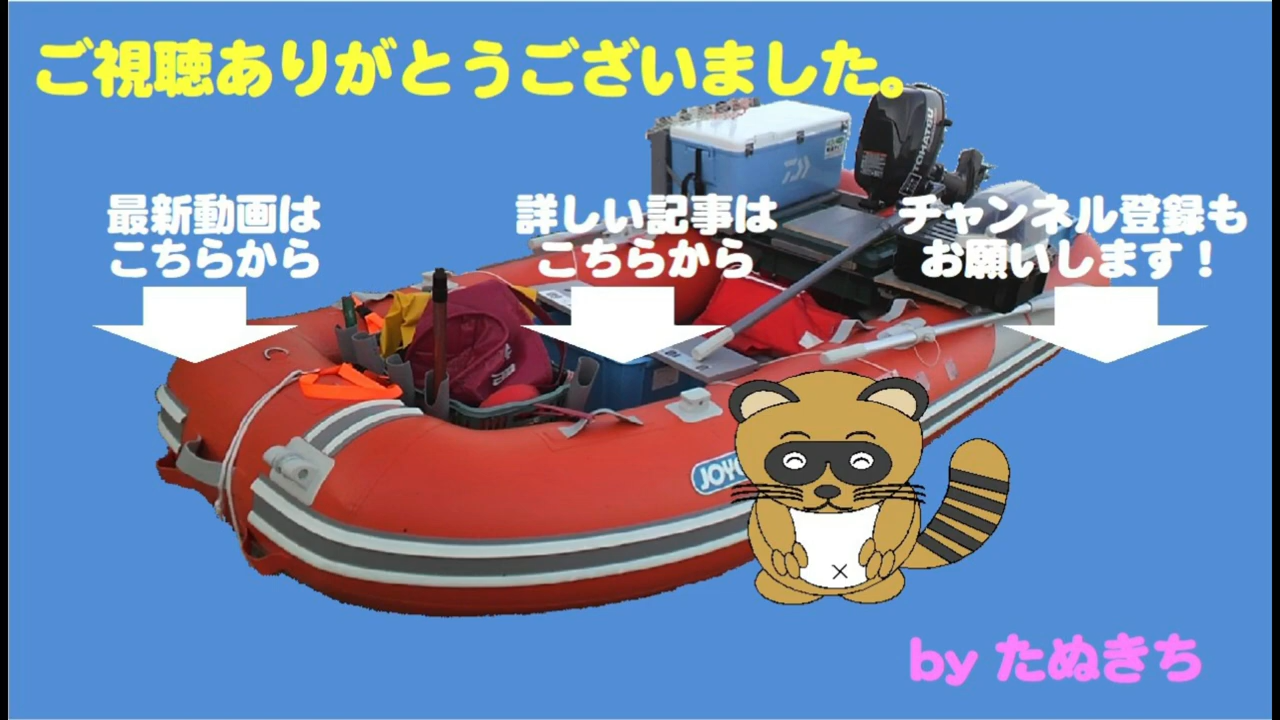 ご視聴ありがとうございました。
TOHATSU
最新動画は
こちらから
詳しい記事は
こちらから
チャンネル登録も
お願いします！
by たぬきち